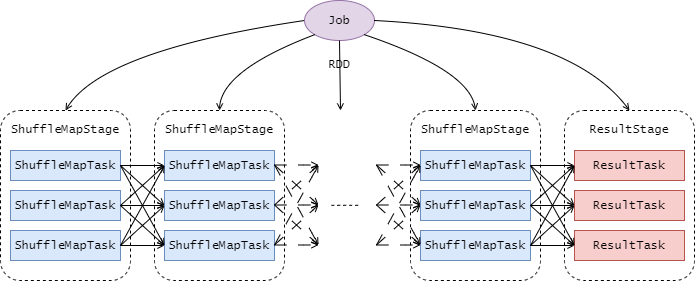 Job
RDD
ShuffleMapStage
ShuffleMapTask
ShuffleMapTask
ShuffleMapTask
ShuffleMapStage
ShuffleMapTask
ShuffleMapTask
ShuffleMapTask
ShuffleMapStage
ShuffleMapTask
ShuffleMapTask
ShuffleMapTask
ResultStage
ResultTask
ResultTask
ResultTask